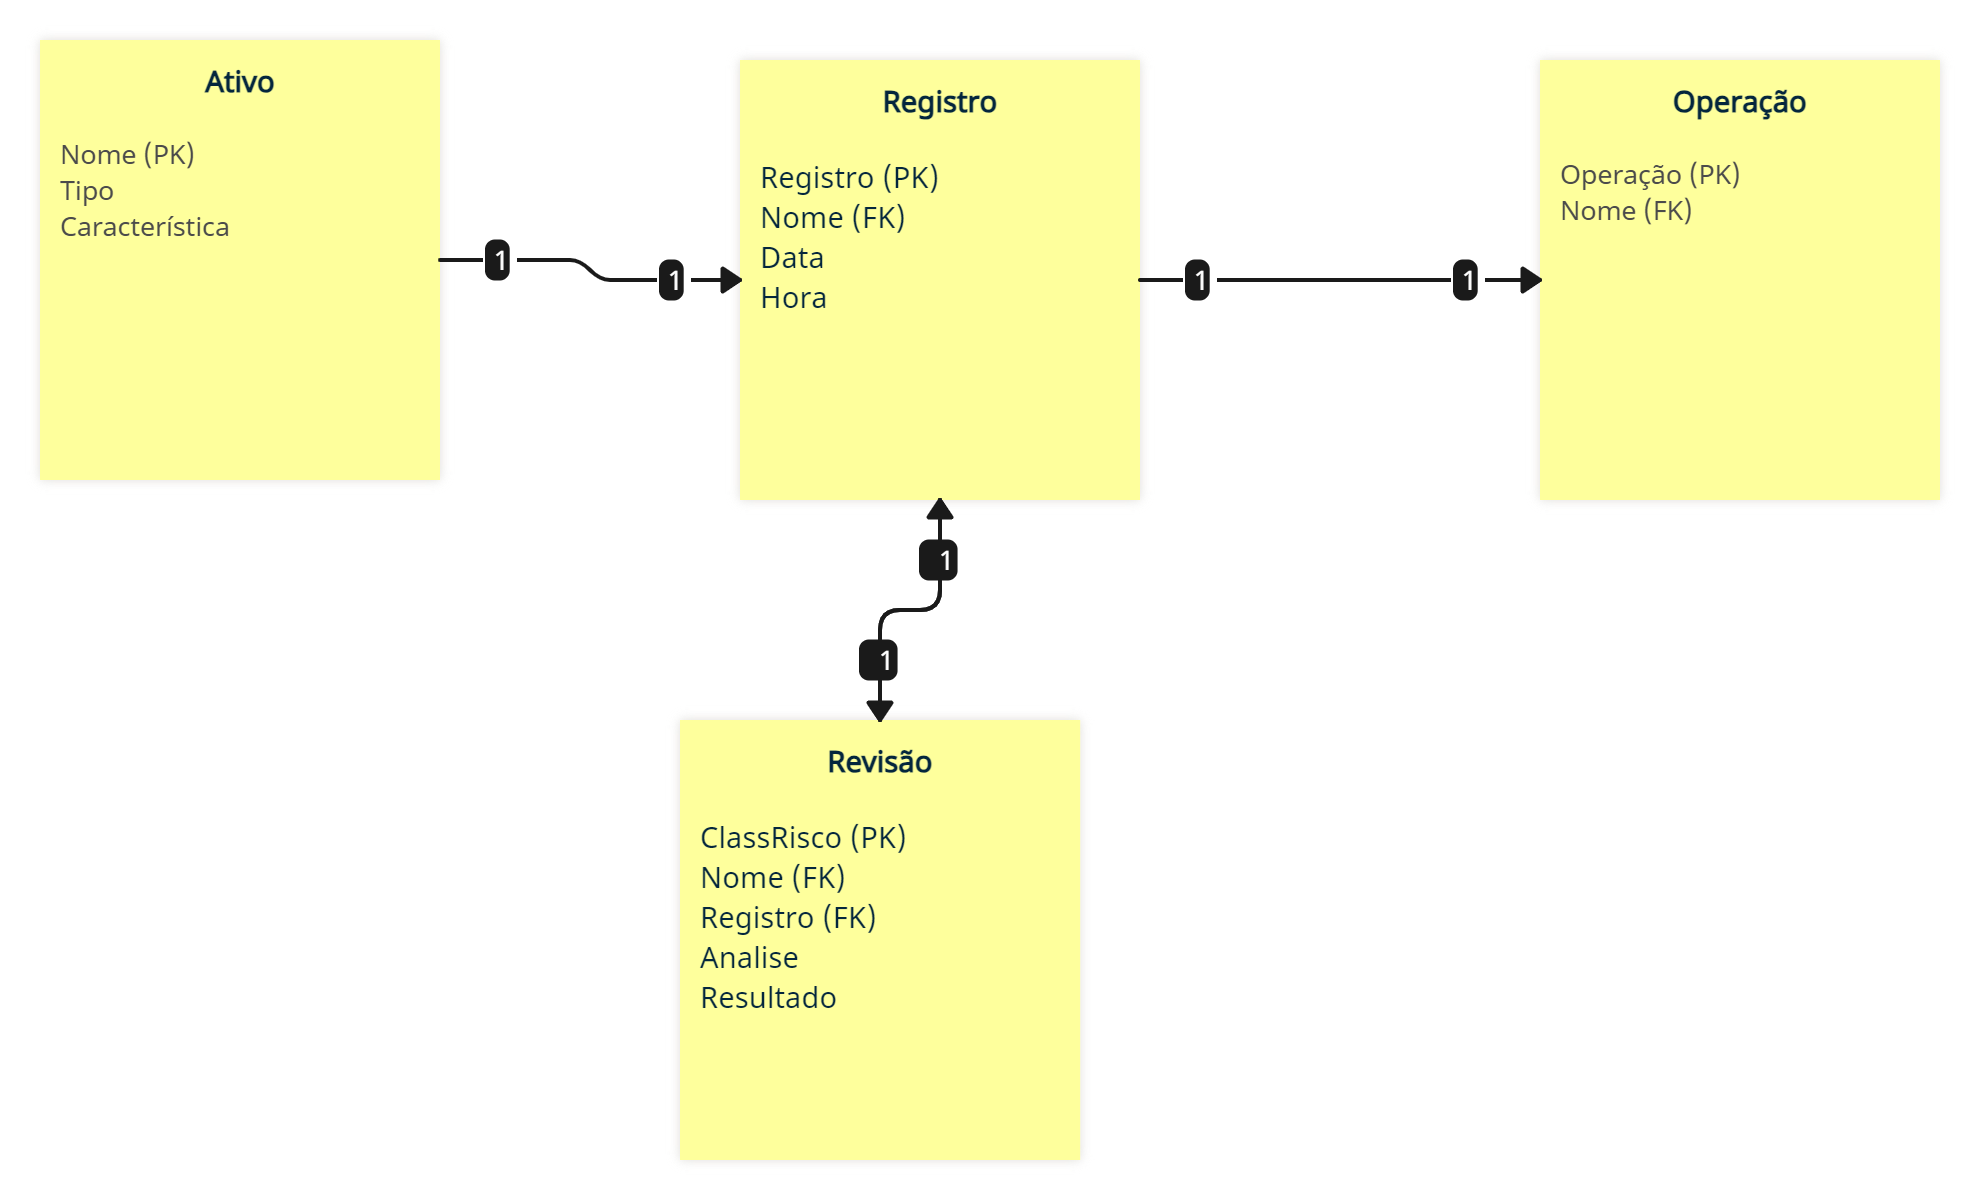 Ativo
Nome (PK)
Tipo
Característica
1
1
Registro
Registro (PK)
Nome (FK)
Data
Hora
1
1
Operação
Operação (PK)
Nome (FK)
1
1
Revisão
ClassRisco (PK)
Nome (FK)
Registro (FK)
Analise
Resultado